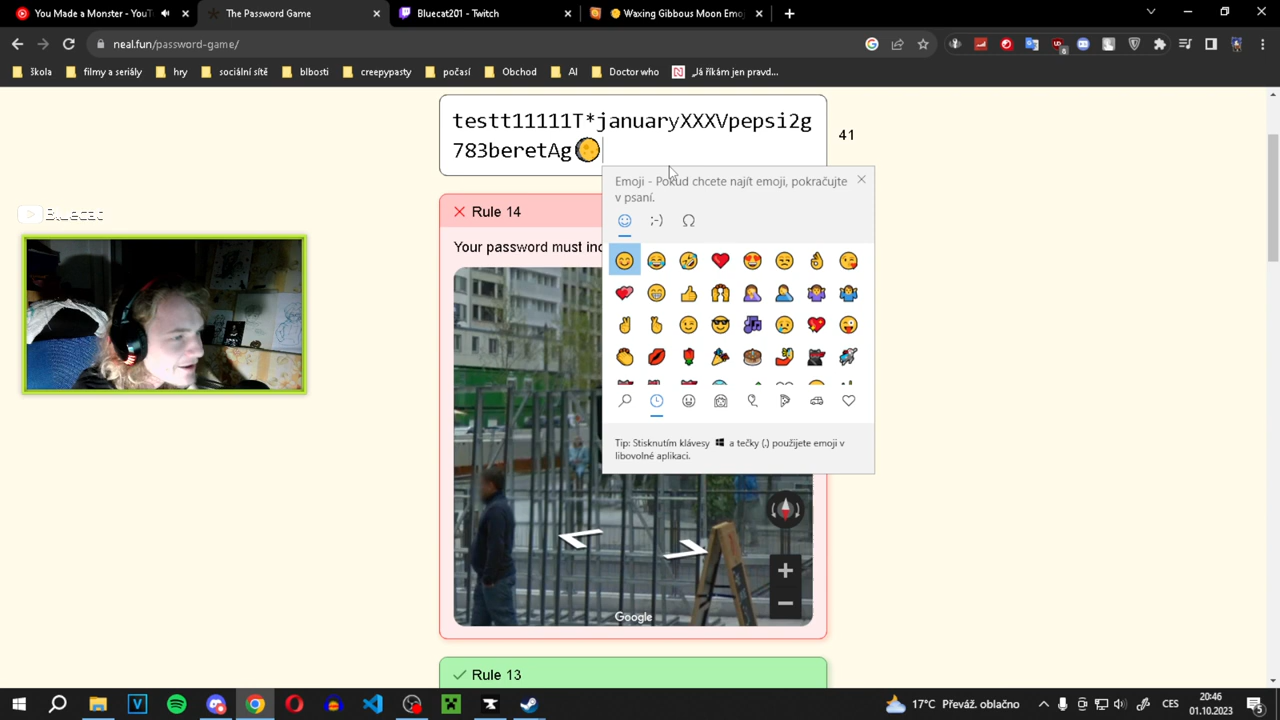 You Made a Monster - YouT
The Password Game
Bluecat201 - Twitch
Waxing Gibbous Moon Emoj
neal.fun/password-game/
škola
filmy a seriály
hry
sociální sítě
blbosti
creepypasty
počasí
Obchod
AI
Doctor who
„Já říkám jen pravd...
testt11111T*januaryXXXVpepsi2g
783beretAg🌔
41
Emoji - Pokud chcete najít emoji, pokračujte
v psaní.
;-)
Ω
Rule 14
Your password must inc
Tip: Stisknutím klávesy a tečky (.) použijete emoji v
libovolné aplikaci.
Google
Rule 13
17°C Převáž. oblačno
CES
20:46
01.10.2023
5